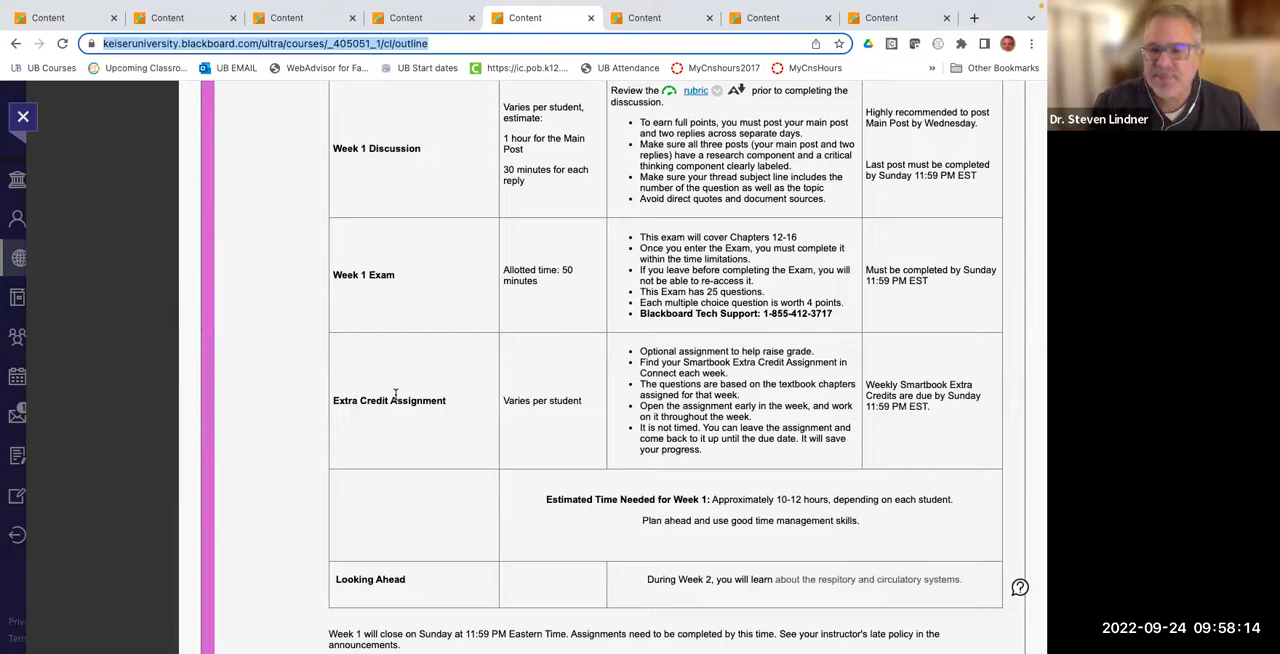 Content
Content
Content
Content
Content
Content
Content
Content
keiseruniversity.blackboard.com/ultra/courses/_405051_1/cl/outline
UB Courses
Upcoming Classro...
UB EMAIL
WebAdvisor for Fa...
UB Start dates
https://ic.pob.k12....
UB Attendance
MyCnshours2017
MyCnsHours
»
Other Bookmarks
Dr. Steven Lindner
Week 1 Discussion
Varies per student,
estimate:
1 hour for the Main
Post
30 minutes for each
reply
Review the rubric prior to completing the
disscussion.
• To earn full points, you must post your main post
and two replies across separate days.
• Make sure all three posts (your main post and two
replies) have a research component and a critical
thinking component clearly labeled.
• Make sure your thread subject line includes the
number of the question as well as the topic
• Avoid direct quotes and document sources.
Highly recommended to post
Main Post by Wednesday.
Last post must be completed
by Sunday 11:59 PM EST
Week 1 Exam
Allotted time: 50
minutes
• This exam will cover Chapters 12-16
• Once you enter the Exam, you must complete it
within the time limitations.
• If you leave before completing the Exam, you will
not be able to re-access it.
• This Exam has 25 questions.
• Each multiple choice question is worth 4 points.
• Blackboard Tech Support: 1-855-412-3717
Must be completed by Sunday
11:59 PM EST
Extra Credit Assignment
Varies per student
• Optional assignment to help raise grade.
• Find your Smartbook Extra Credit Assignment in
Connect each week.
• The questions are based on the textbook chapters
assigned for that week.
• Open the assignment early in the week, and work
on it throughout the week.
• It is not timed. You can leave the assignment and
come back to it up until the due date. It will save
your progress.
Weekly Smartbook Extra
Credits are due by Sunday
11:59 PM EST.
Estimated Time Needed for Week 1: Approximately 10-12 hours, depending on each student.
Plan ahead and use good time management skills.
Looking Ahead
During Week 2, you will learn about the respitory and circulatory systems.
Week 1 will close on Sunday at 11:59 PM Eastern Time. Assignments need to be completed by this time. See your instructor's late policy in the
announcements.
Priva
Term
2022-09-24 09:58:14